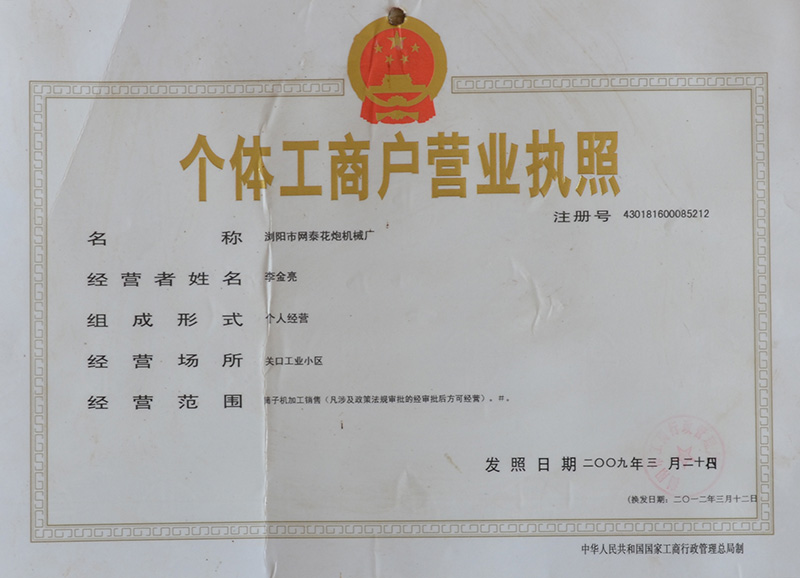 个体工商户营业执照
注册号 430181600085212
名称 浏阳市网泰花炮机械广
经营者姓名 李金亮
组成形式 个人经营
经营场所 关口工业小区
经营范围 筒子机加工销售（凡涉及政策法规审批的经审批后方可经营）。#。
发照日期 二〇〇九年三月二十四日
(换发日期：二〇一二年三月十二日
中华人民共和国国家工商行政管理总局制